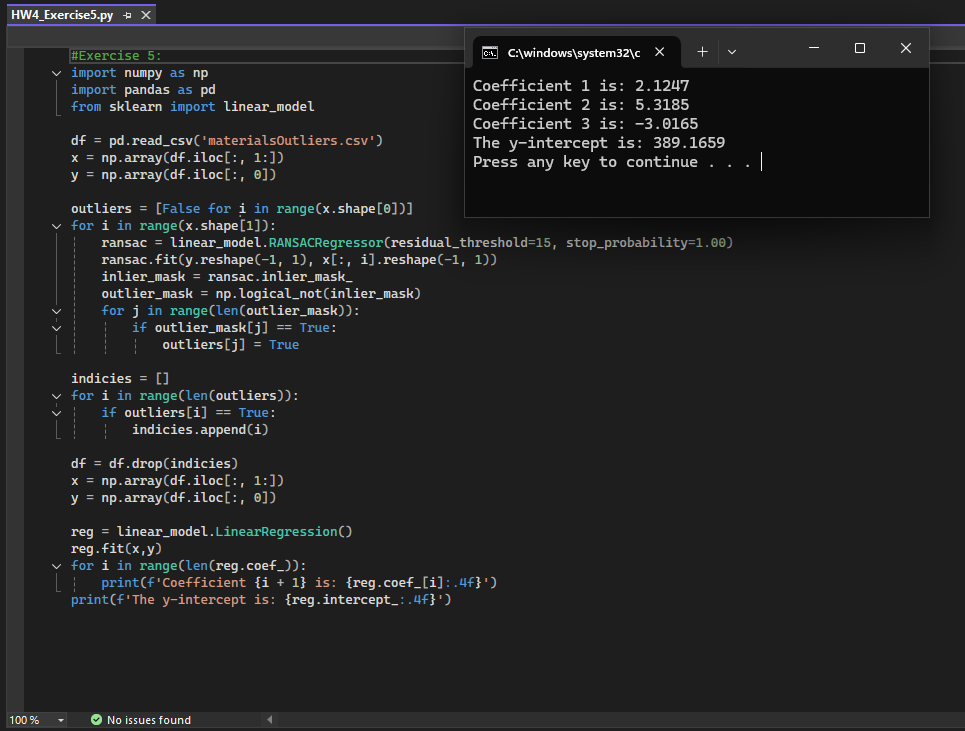 HW4_Exercise5.py
#Exercise 5:
import numpy as np
import pandas as pd
from sklearn import linear_model
df = pd.read_csv('materialsOutliers.csv')
x = np.array(df.iloc[:, 1:])
y = np.array(df.iloc[:, 0])
outliers = [False for i in range(x.shape[0])]
for i in range(x.shape[1]):
    ransac = linear_model.RANSACRegressor(residual_threshold=15, stop_probability=1.00)
    ransac.fit(y.reshape(-1, 1), x[:, i].reshape(-1, 1))
    inlier_mask = ransac.inlier_mask_
    outlier_mask = np.logical_not(inlier_mask)
    for j in range(len(outlier_mask)):
        if outlier_mask[j] == True:
            outliers[j] = True
indicies = []
for i in range(len(outliers)):
    if outliers[i] == True:
        indicies.append(i)
df = df.drop(indicies)
x = np.array(df.iloc[:, 1:])
y = np.array(df.iloc[:, 0])
reg = linear_model.LinearRegression()
reg.fit(x,y)
for i in range(len(reg.coef_)):
    print(f'Coefficient {i + 1} is: {reg.coef_[i]:.4f}')
print(f'The y-intercept is: {reg.intercept_:.4f}')
C:\windows\system32\c
Coefficient 1 is: 2.1247
Coefficient 2 is: 5.3185
Coefficient 3 is: -3.0165
The y-intercept is: 389.1659
Press any key to continue . . .
100 %
No issues found